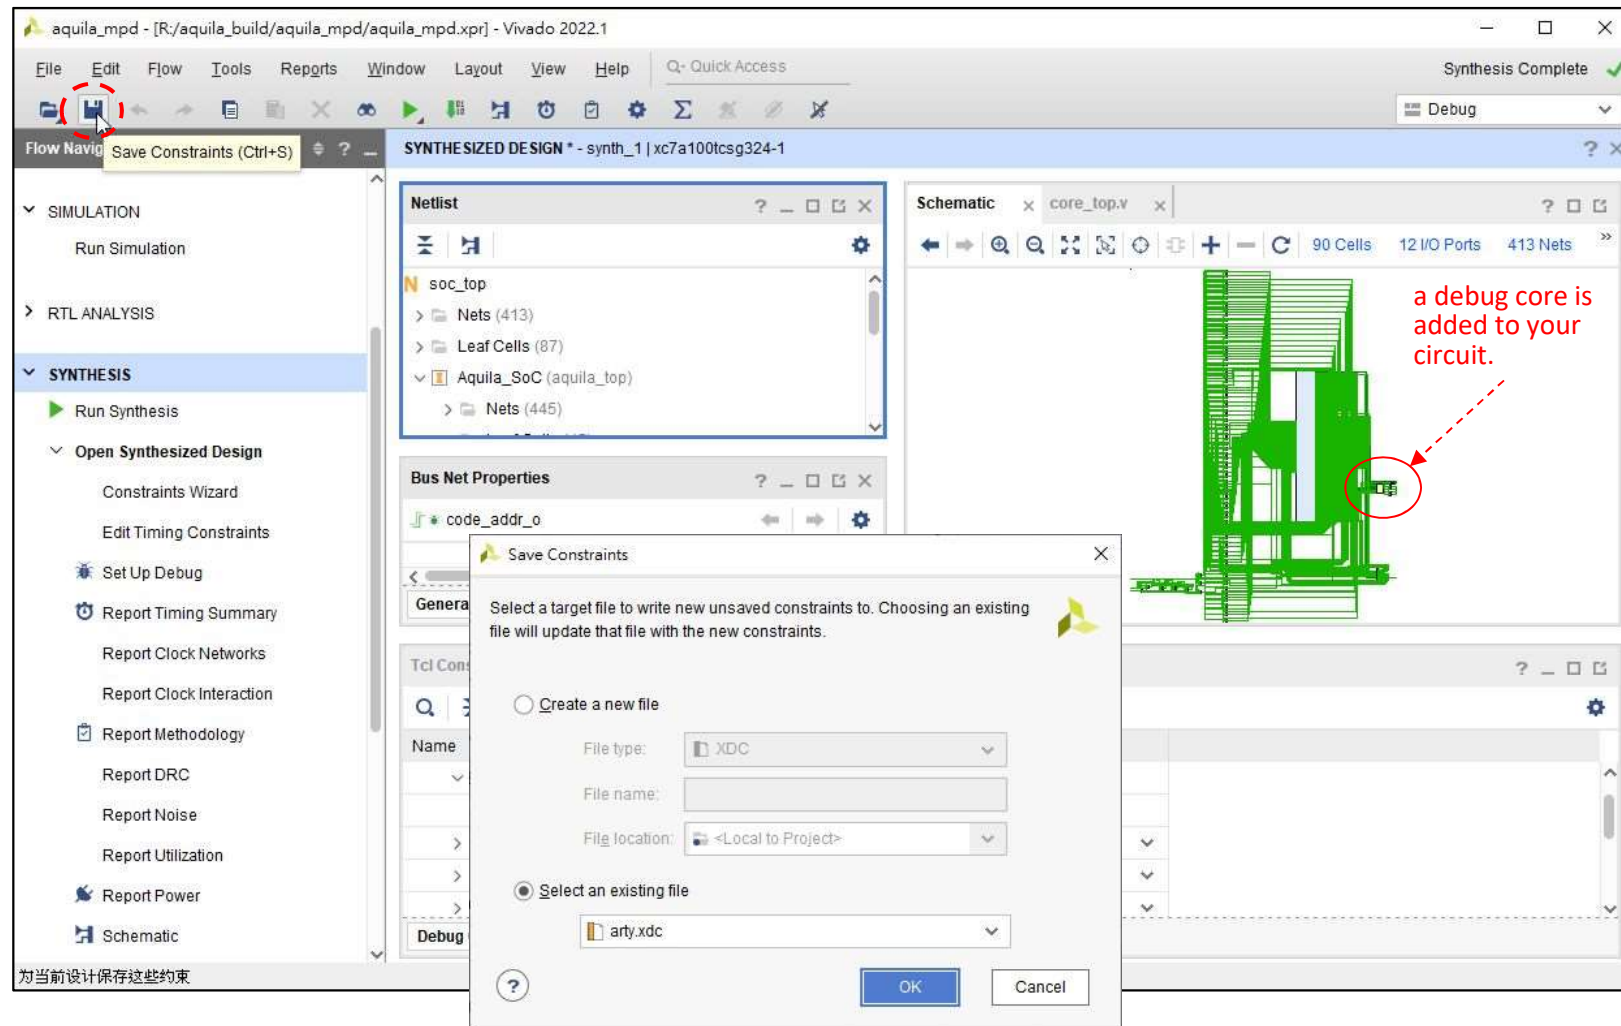 aquila_mpd - [R:/aquila_build/aquila_mpd/aquila_mpd.xpr] - Vivado 2022.1
File Edit Flow Tools Reports Window Layout View Help Q- Quick Access Synthesis Complete
Debug
Save Constraints (Ctrl+S)
Flow Navig
SYNTHESIZED DESIGN * - synth_1 | xc7a100tcsg324-1
SIMULATION
Run Simulation
RTL ANALYSIS
SYNTHESIS
Run Synthesis
Open Synthesized Design
Constraints Wizard
Edit Timing Constraints
Set Up Debug
Report Timing Summary
Report Clock Networks
Report Clock Interaction
Report Methodology
Report DRC
Report Noise
Report Utilization
Report Power
Schematic
Netlist
N soc_top
Nets (413)
Leaf Cells (87)
Aquila_SoC (aquila_top)
Nets (445)
Bus Net Properties
code_addr_o
Genera
Schematic core_top.v
90 Cells 12 I/O Ports 413 Nets
a debug core is
added to your
circuit.
Tcl Cons
Name
Debug
Save Constraints
Select a target file to write new unsaved constraints to. Choosing an existing
file will update that file with the new constraints.
Create a new file
File type: XDC
File name:
File location: <Local to Project>
Select an existing file
arty.xdc
OK Cancel
为当前设计保存这些约束